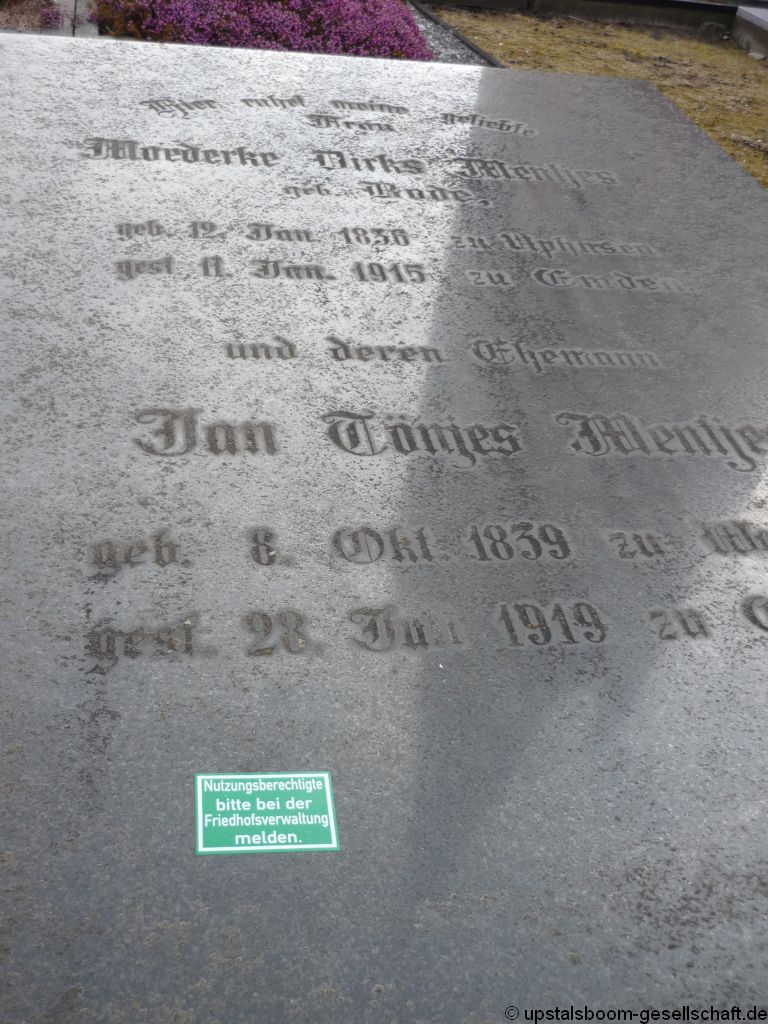 Hier ruhet meine geliebte
Frau
Moederke Dirks Mentjes
geb. Bode,
geb. 12. Jan. 1836 zu Uphusen
gest. 11. Jan. 1915 zu Emden.
und deren Ehemann
Jan Tönjes Mentjes
geb. 8. Okt. 1839 zu
gest. 28. Juli 1919 zu
Nutzungsberechtigte
bitte bei der
Friedhofsverwaltung
melden.
© upstalsboom-gesellschaft.de